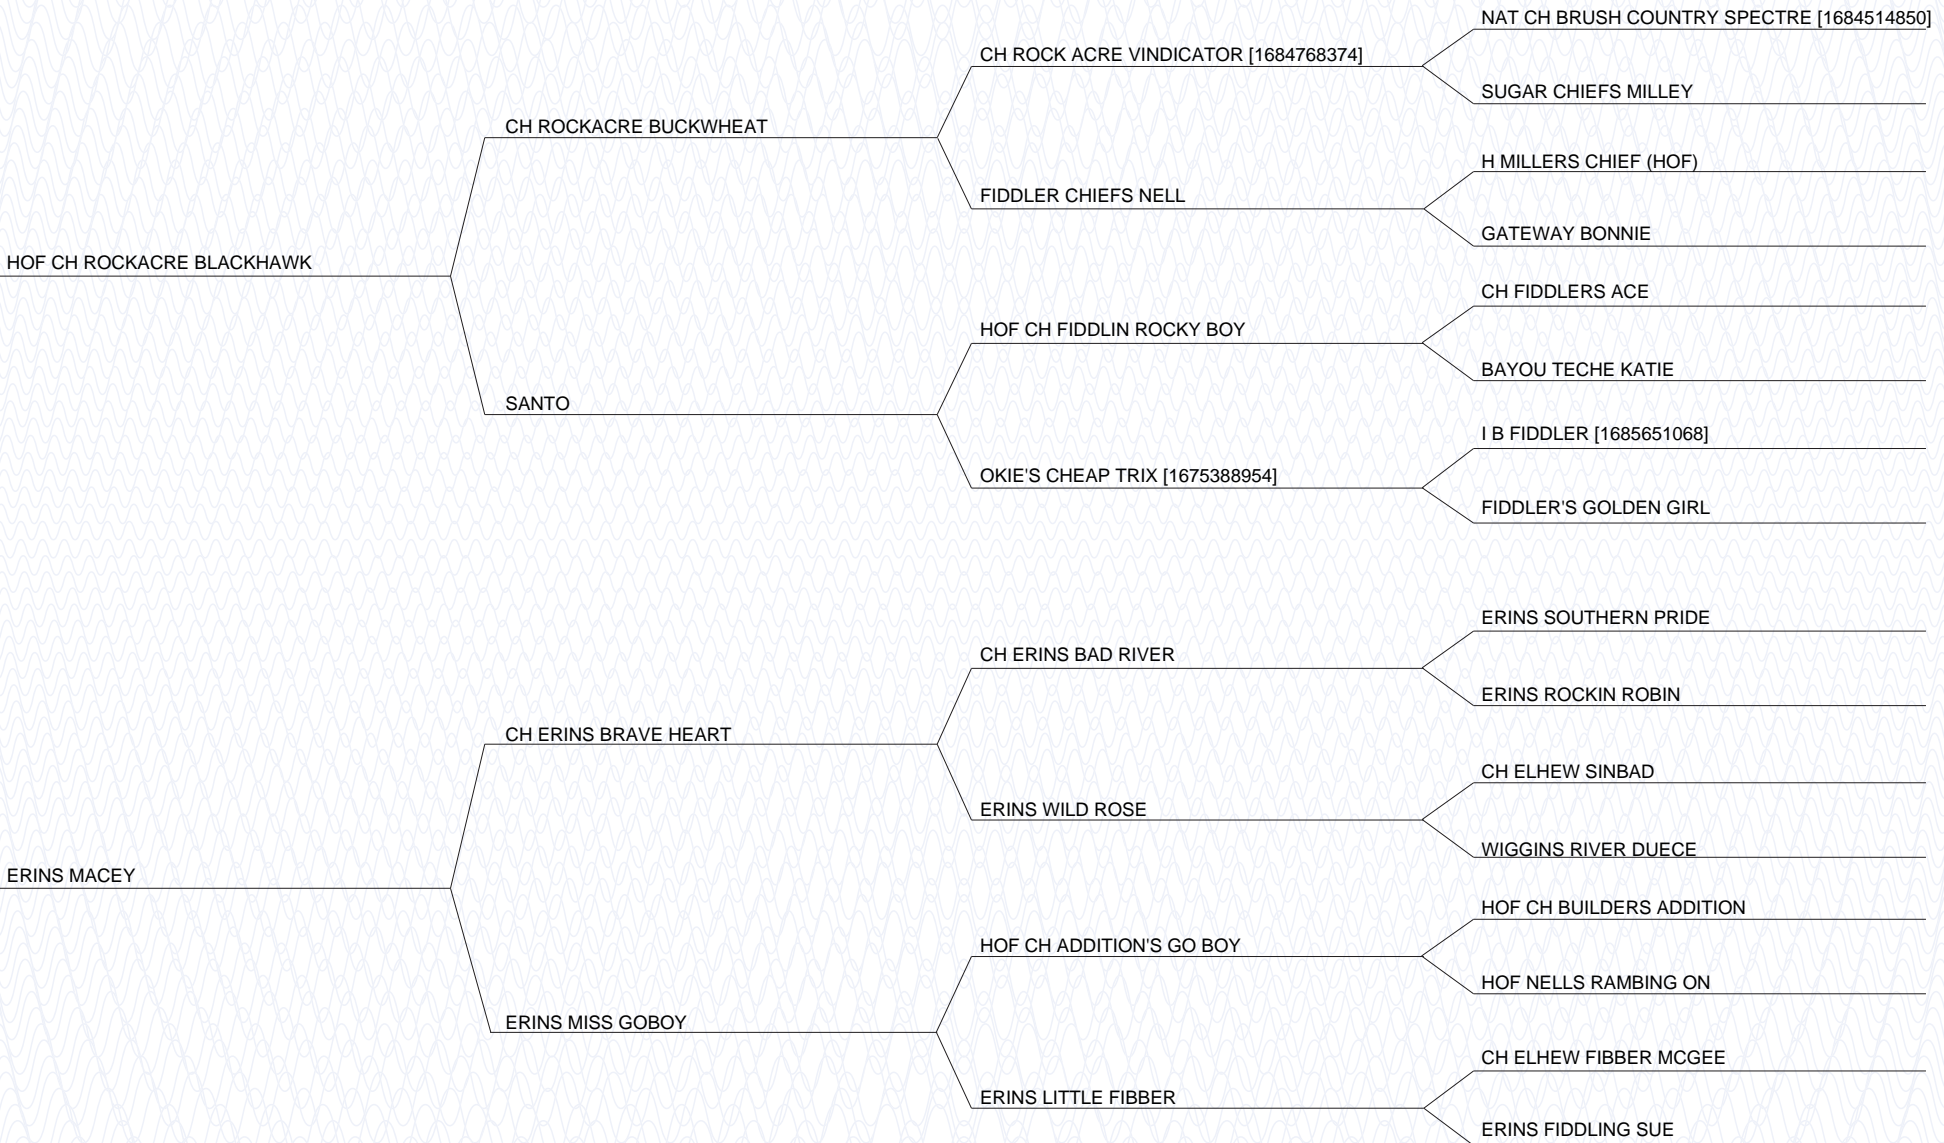 NAT CH BRUSH COUNTRY SPECTRE [1684514850]
CH ROCK ACRE VINDICATOR [1684768374]
SUGAR CHIEFS MILLEY
CH ROCKACRE BUCKWHEAT
H MILLERS CHIEF (HOF)
FIDDLER CHIEFS NELL
GATEWAY BONNIE
HOF CH ROCKACRE BLACKHAWK
CH FIDDLERS ACE
HOF CH FIDDLIN ROCKY BOY
BAYOU TECHE KATIE
SANTO
I B FIDDLER [1685651068]
OKIE'S CHEAP TRIX [1675388954]
FIDDLER'S GOLDEN GIRL
ERINS SOUTHERN PRIDE
CH ERINS BAD RIVER
ERINS ROCKIN ROBIN
CH ERINS BRAVE HEART
CH ELHEW SINBAD
ERINS WILD ROSE
WIGGINS RIVER DUECE
ERINS MACEY
HOF CH BUILDERS ADDITION
HOF CH ADDITION'S GO BOY
HOF NELLS RAMBING ON
ERINS MISS GOBOY
CH ELHEW FIBBER MCGEE
ERINS LITTLE FIBBER
ERINS FIDDLING SUE